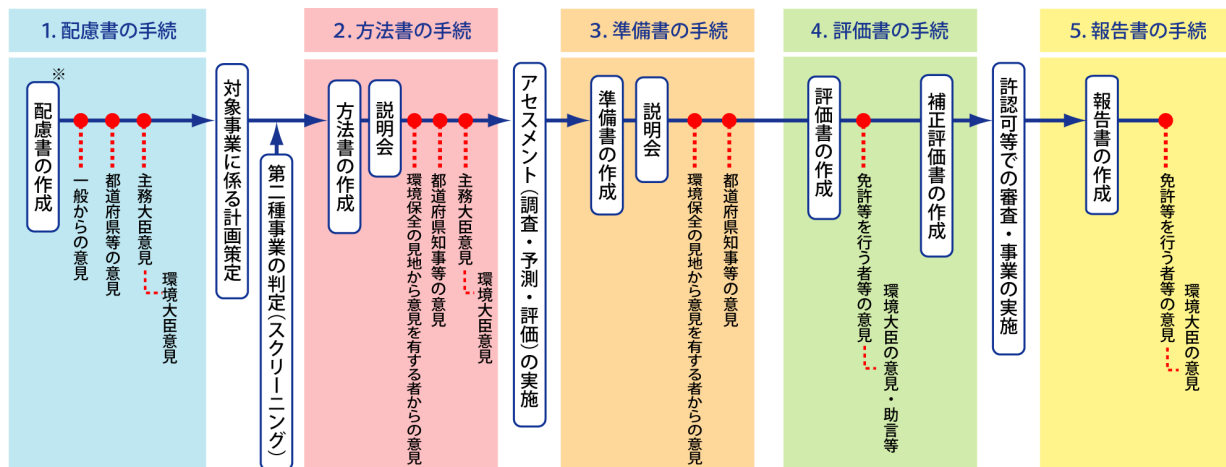 1. 配慮書の手続
※
配慮書の作成
一般からの意見
都道府県等の意見
主務大臣意見
環境大臣意見
対象事業に係る計画策定
第二種事業の判定(スクリーニング)
2. 方法書の手続
方法書の作成
説明会
環境保全の見地から意見を有する者からの意見
都道府県知事等の意見
主務大臣意見
環境大臣意見
アセスメント(調査・予測・評価)の実施
3. 準備書の手続
準備書の作成
説明会
環境保全の見地から意見を有する者からの意見
都道府県知事等の意見
4. 評価書の手続
評価書の作成
免許等を行う者等の意見
環境大臣の意見・助言等
補正評価書の作成
許認可等での審査・事業の実施
5. 報告書の手続
報告書の作成
免許等を行う者等の意見
環境大臣の意見